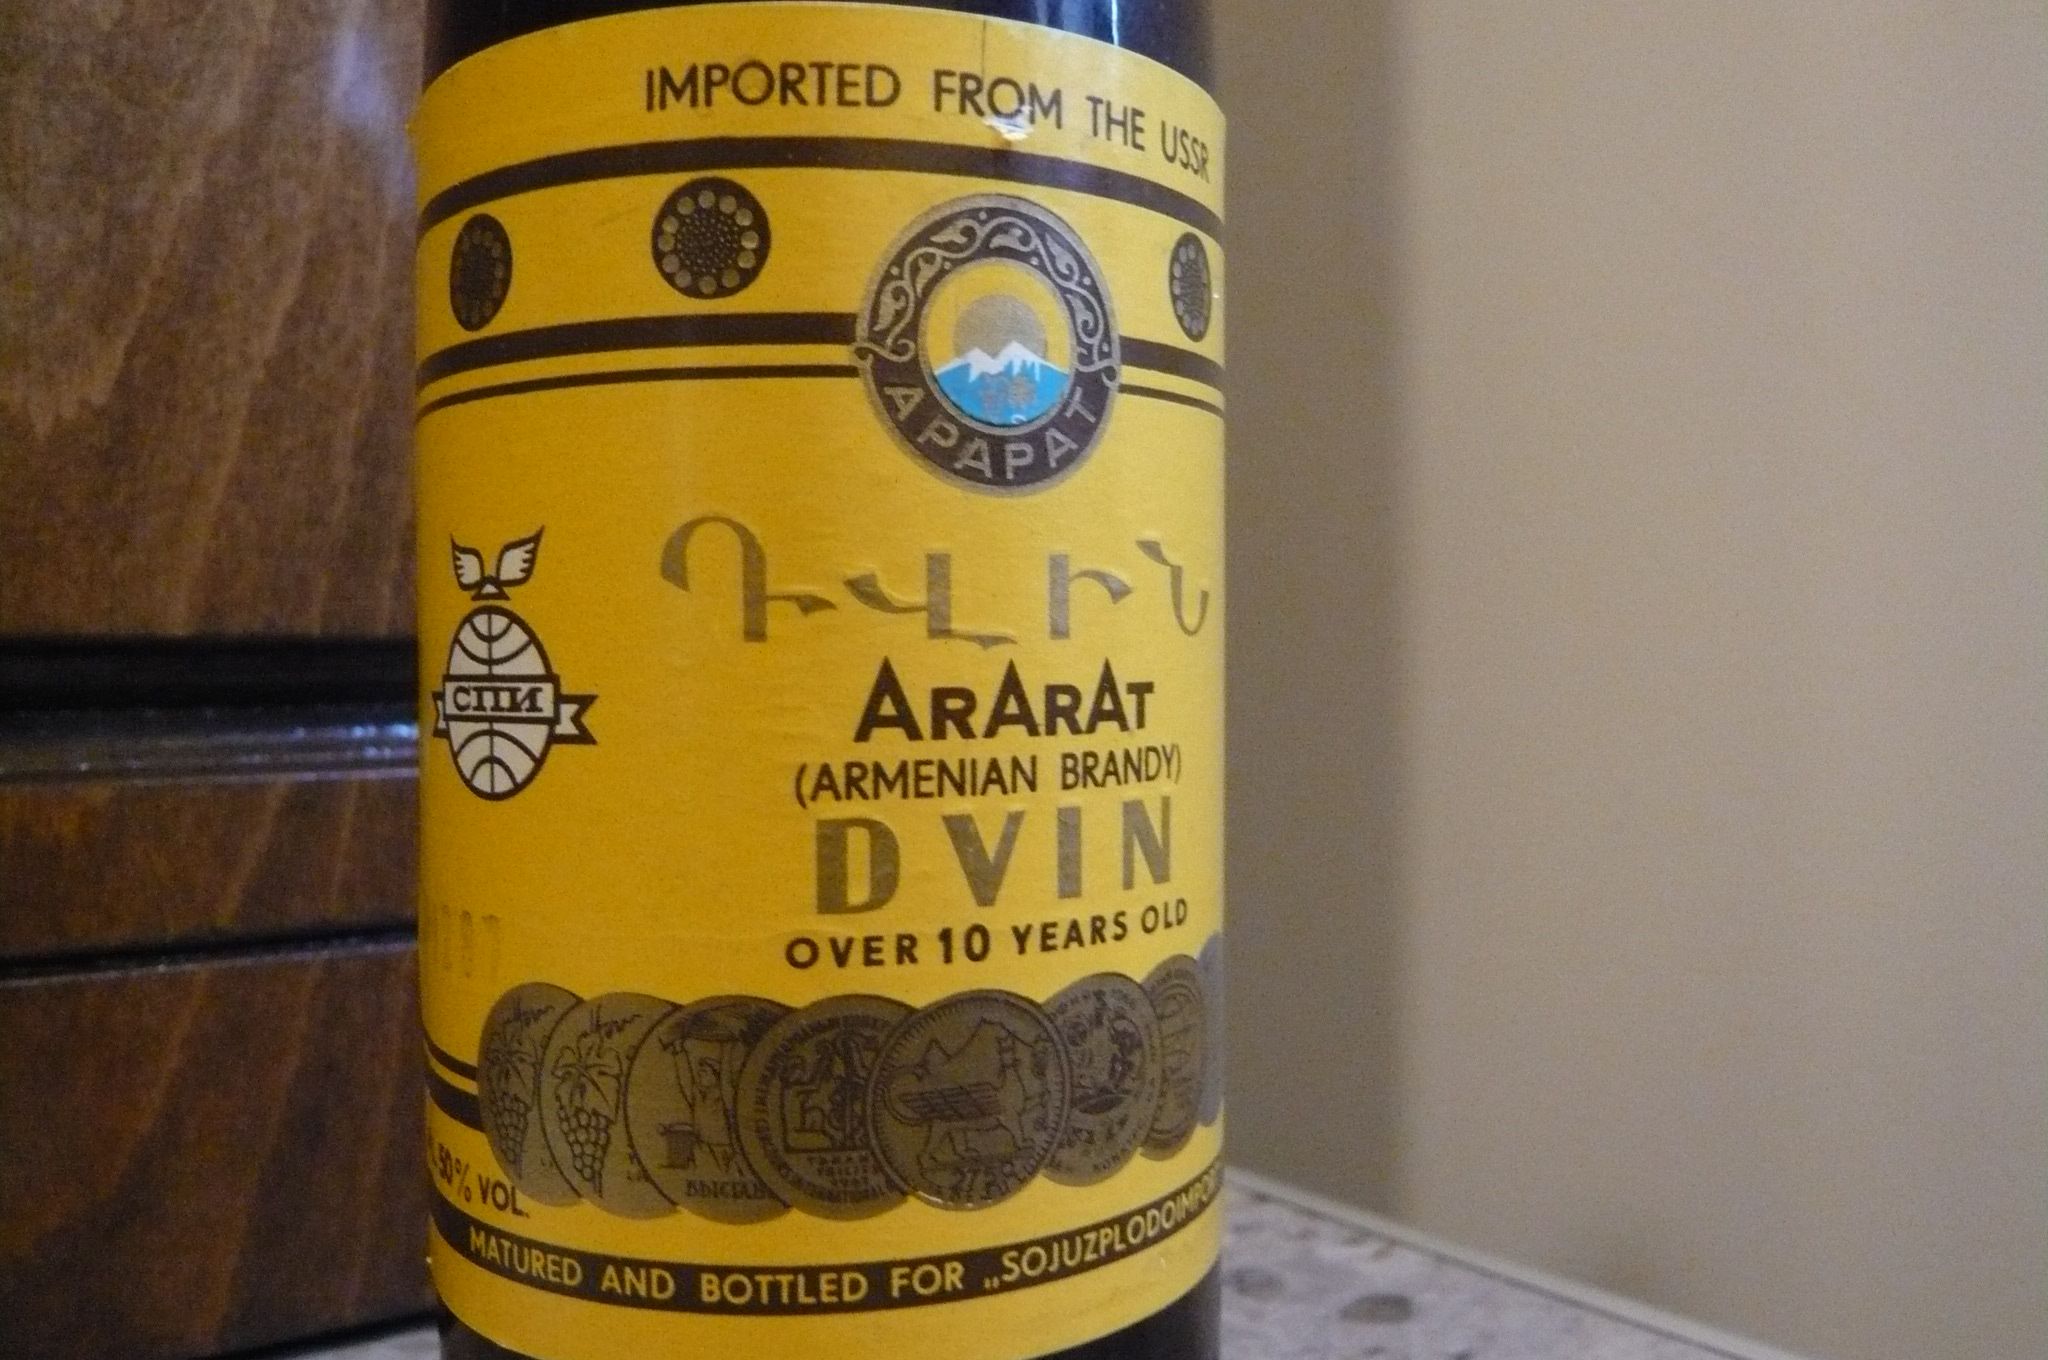 IMPORTED FROM THE USSR
АРАРАТ
ԴՎԻՆ
СПИ
ARARAT
(ARMENIAN BRANDY)
DVIN
OVER 10 YEARS OLD
50% VOL.
MATURED AND BOTTLED FOR „SOJUZPLODOIMPO